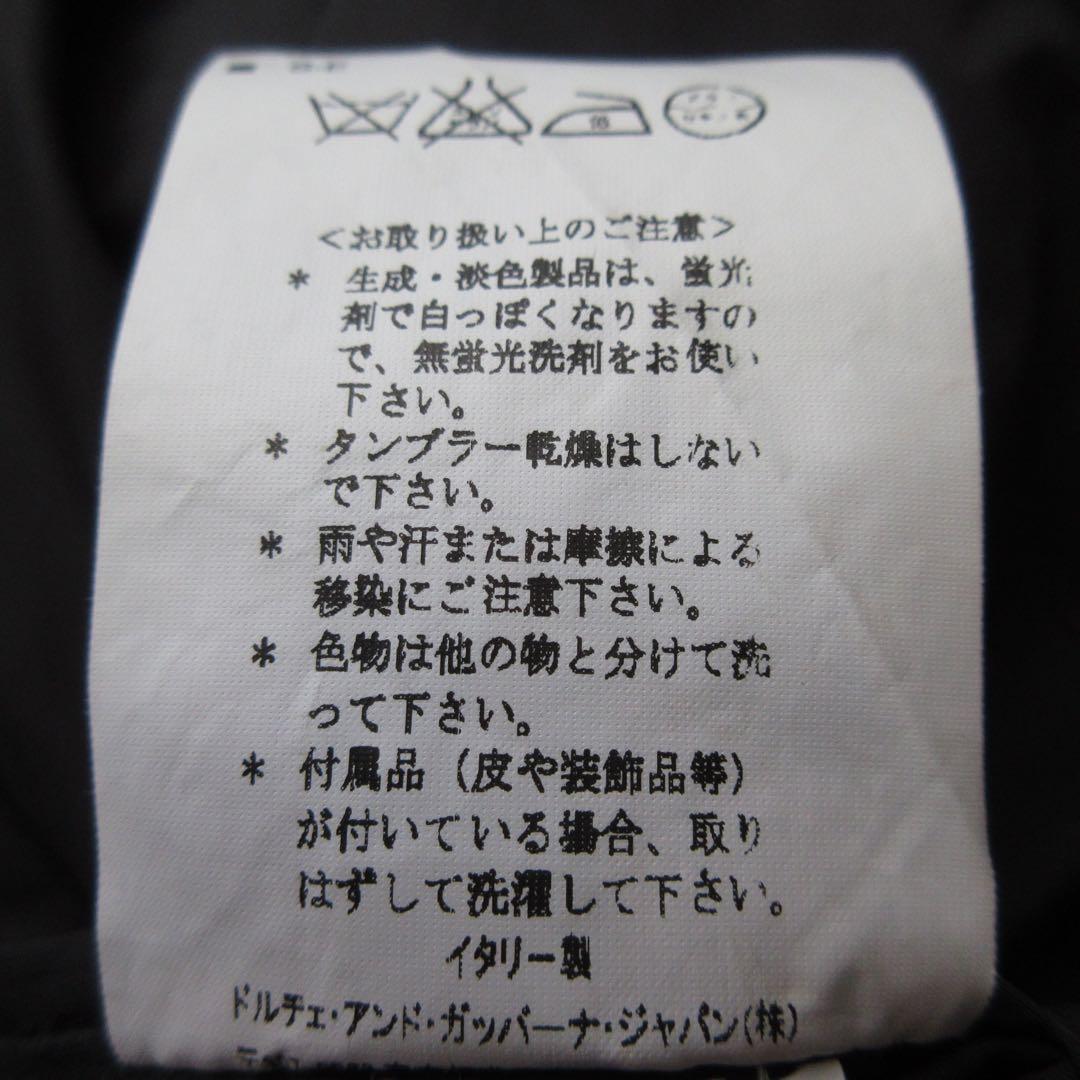 <お取り扱い上のご注意>
* 生成・淡色製品は、蛍光
剤で白っぽくなりますの
で、無蛍光洗剤をお使い
下さい。
* タンブラー乾燥はしない
で下さい。
* 雨や汗または摩擦による
移染にご注意下さい。
* 色物は他の物と分けて洗
って下さい。
* 付属品（皮や装飾品等）
が付いている場合、取り
はずして洗濯して下さい。
イタリー製
ドルチェ・アンド・ガッバーナ・ジャパン(株)